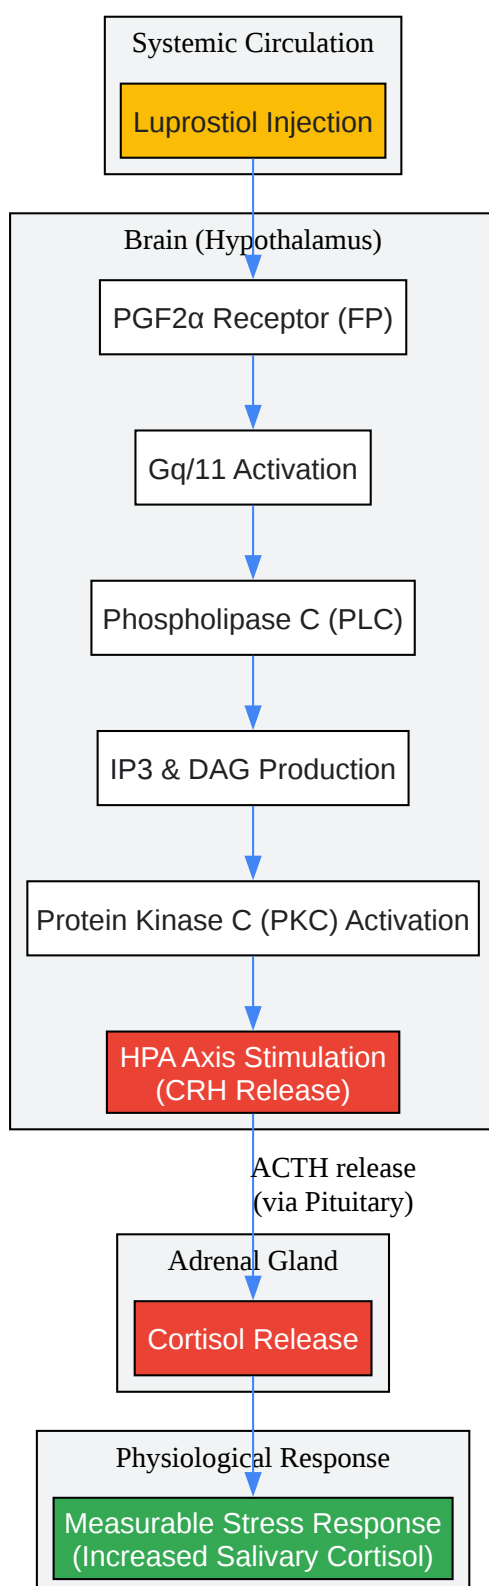 Systemic Circulation
Luprostiol Injection
Brain (Hypothalamus)
PGF2α Receptor (FP)
Gq/11 Activation
Phospholipase C (PLC)
IP3 & DAG Production
Protein Kinase C (PKC) Activation
HPA Axis Stimulation
(CRH Release)
ACTH release
(via Pituitary)
Adrenal Gland
Cortisol Release
Physiological Response
Measurable Stress Response
(Increased Salivary Cortisol)